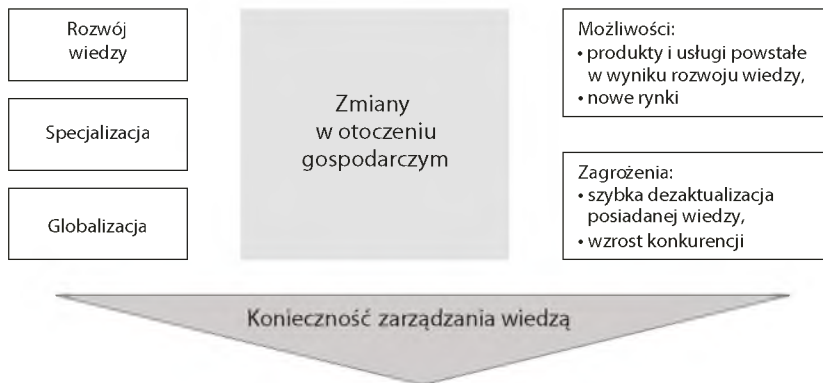 Rozwój
wiedzy
Specjalizacja
Globalizacja
Zmiany
w otoczeniu
gospodarczym
Możliwości:
• produkty i usługi powstałe
w wyniku rozwoju wiedzy,
• nowe rynki
Zagrożenia:
• szybka dezaktualizacja
posiadanej wiedzy,
• wzrost konkurencji
Konieczność zarządzania wiedzą